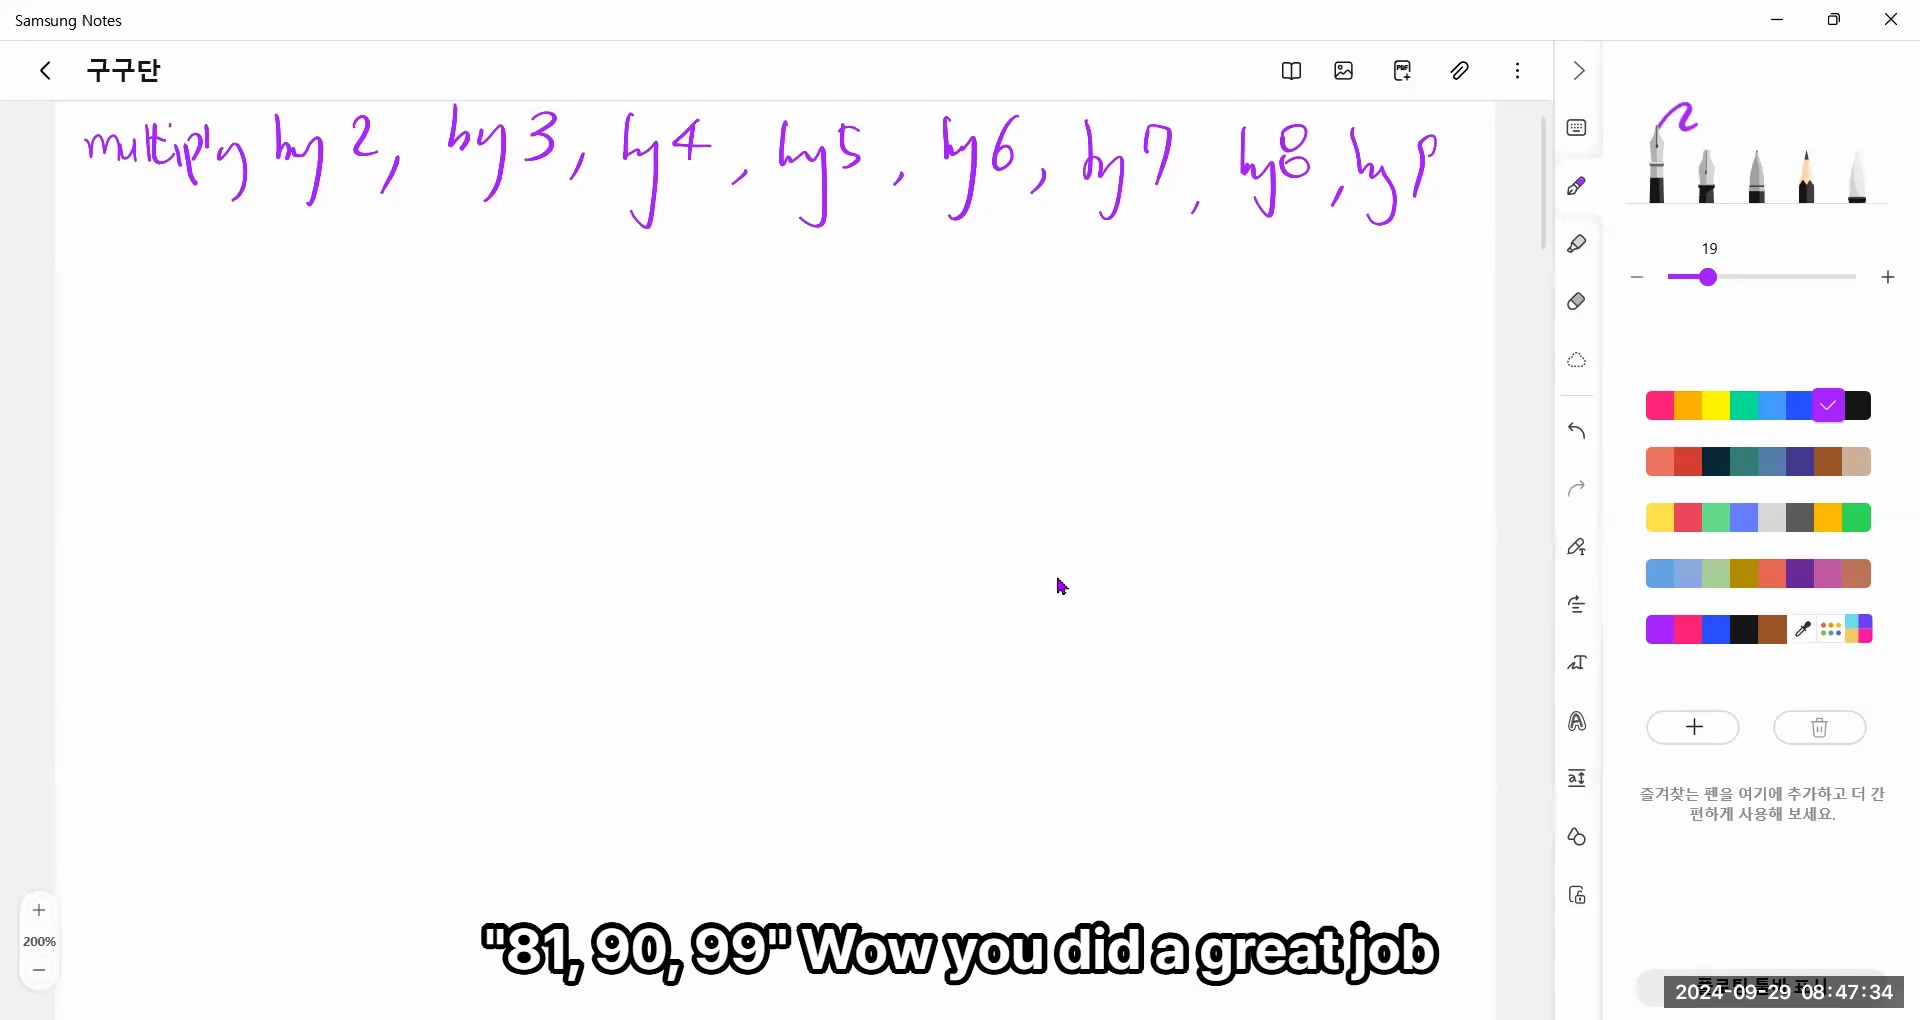 Samsung Notes
구구단
multiply by 2, by 3, by 4, by 5, by 6, by 7, by 8, by 9
PDF
19
즐겨찾는 펜을 여기에 추가하고 더 간
편하게 사용해 보세요.
200%
"81, 90, 99" Wow you did a great job
2024-09-29 08:47:34